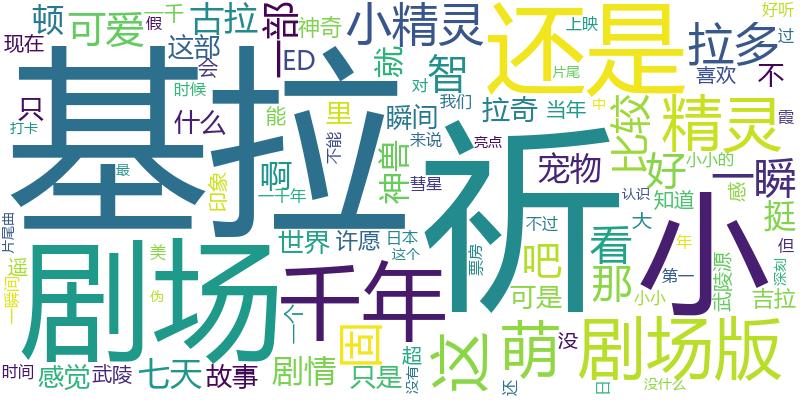 顿
可爱
一千
假
古拉
一部
神奇
小精灵
还是
上映
过
好听
现在
这部
会
ED
就
智
片尾
拉多
喜欢
不
只
打卡
时候
什么
能
里
对
我们
瞬间
拉奇
当年
比较
精灵
中
霞
基拉
最
印象
啊
不能
神兽
来说
彗星
亮点
宠物
好
小小的
一瞬
祈
认识
知道
感
挺
片尾曲
一千年
世界
许愿
日本
这个
票房
不过
大
年
但
遥
美
剧场
千年
吧
看
那
小
第一
深刻
一瞬间
伪
一个
固
可是
小小
武陵源
吉拉
时间
感觉
武陵
七天
故事
剧情
只是
超
没有
这
还
萌
没
日
剧场版
没什么